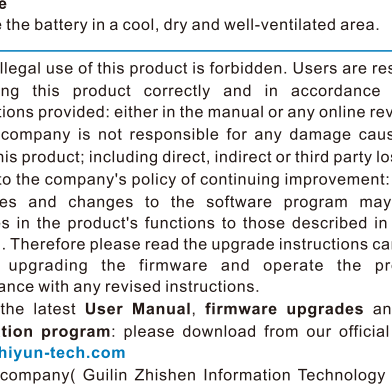 e
e the battery in a cool, dry and well-ventilated area.
llegal use of this product is forbidden. Users are res
ng this product correctly and in accordance
tions provided: either in the manual or any online rev
company is not responsible for any damage caus
his product; including direct, indirect or third party lo
to the company's policy of continuing improvement:
es and changes to the software program may
es in the product's functions to those described in
. Therefore please read the upgrade instructions ca
upgrading the firmware and operate the pr
ance with any revised instructions.
the latest User Manual, firmware upgrades an
tion program: please download from our official
hiyun-tech.com
company( Guilin Zhishen Information Technology